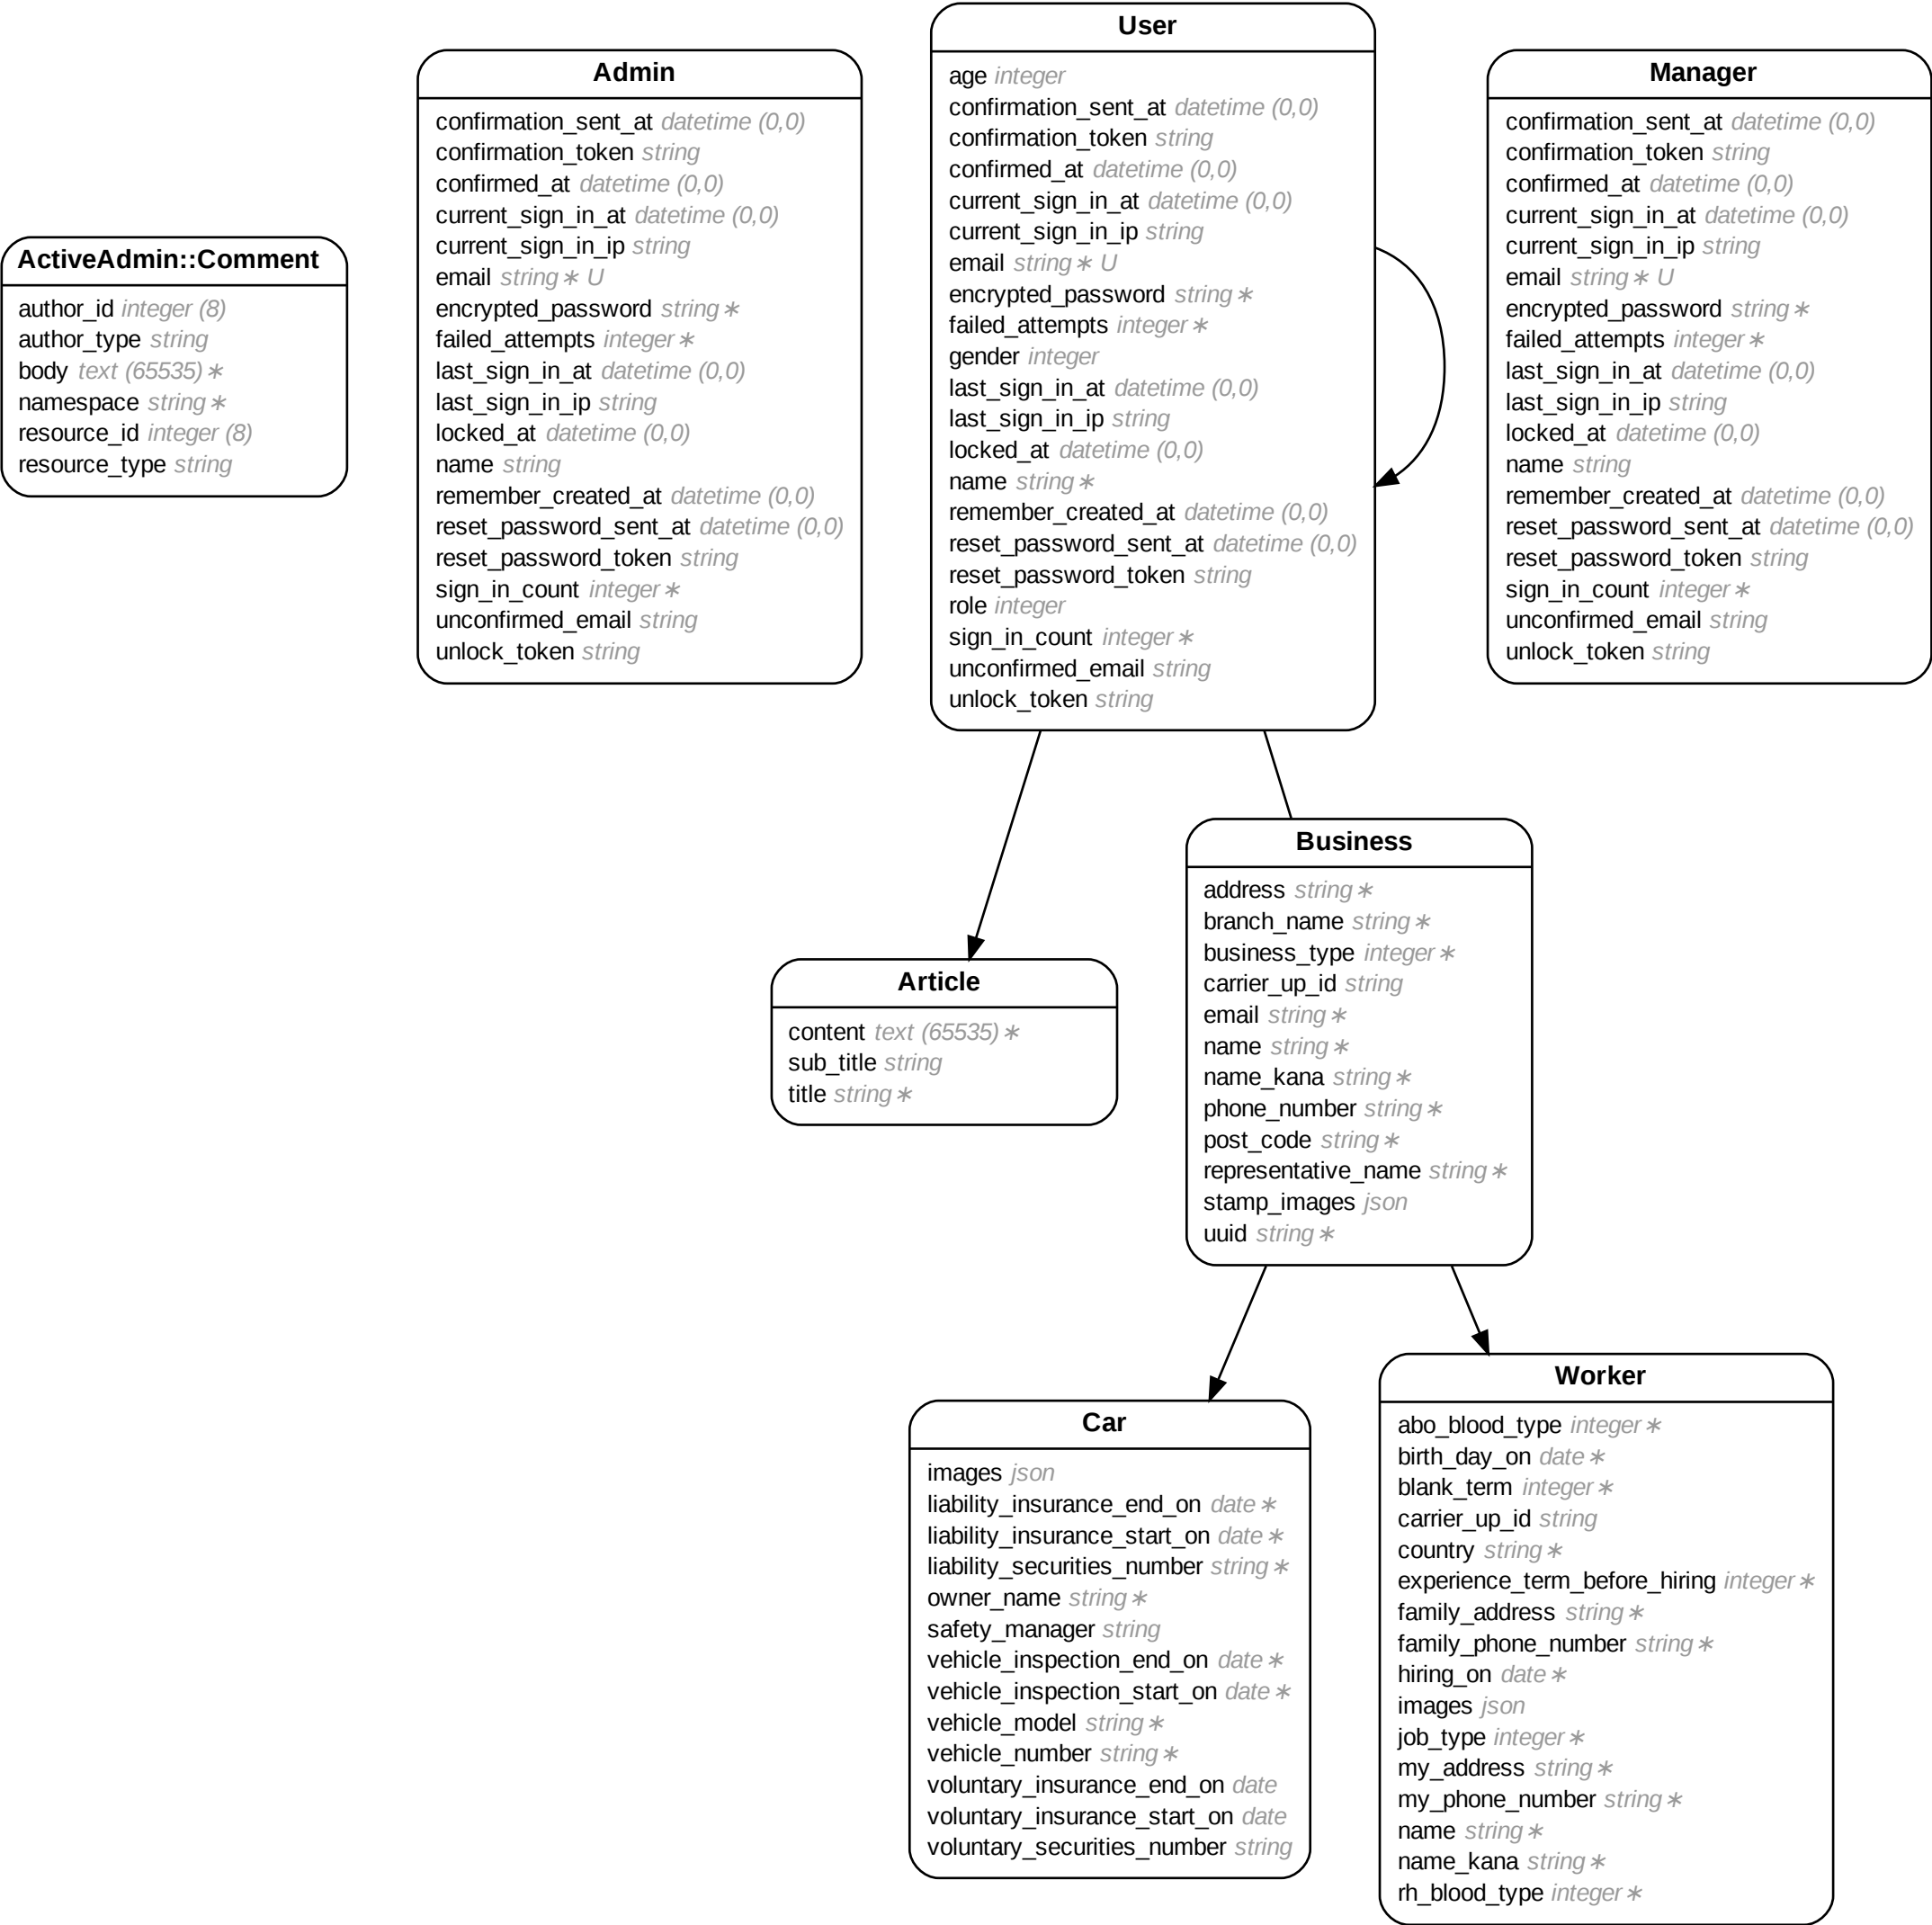 ActiveAdmin::Comment
author_id integer (8)
author_type string
body text (65535) ∗
namespace string ∗
resource_id integer (8)
resource_type string
Admin
confirmation_sent_at datetime (0,0)
confirmation_token string
confirmed_at datetime (0,0)
current_sign_in_at datetime (0,0)
current_sign_in_ip string
email string ∗ U
encrypted_password string ∗
failed_attempts integer ∗
last_sign_in_at datetime (0,0)
last_sign_in_ip string
locked_at datetime (0,0)
name string
remember_created_at datetime (0,0)
reset_password_sent_at datetime (0,0)
reset_password_token string
sign_in_count integer ∗
unconfirmed_email string
unlock_token string
User
age integer
confirmation_sent_at datetime (0,0)
confirmation_token string
confirmed_at datetime (0,0)
current_sign_in_at datetime (0,0)
current_sign_in_ip string
email string ∗ U
encrypted_password string ∗
failed_attempts integer ∗
gender integer
last_sign_in_at datetime (0,0)
last_sign_in_ip string
locked_at datetime (0,0)
name string ∗
remember_created_at datetime (0,0)
reset_password_sent_at datetime (0,0)
reset_password_token string
role integer
sign_in_count integer ∗
unconfirmed_email string
unlock_token string
Manager
confirmation_sent_at datetime (0,0)
confirmation_token string
confirmed_at datetime (0,0)
current_sign_in_at datetime (0,0)
current_sign_in_ip string
email string ∗ U
encrypted_password string ∗
failed_attempts integer ∗
last_sign_in_at datetime (0,0)
last_sign_in_ip string
locked_at datetime (0,0)
name string
remember_created_at datetime (0,0)
reset_password_sent_at datetime (0,0)
reset_password_token string
sign_in_count integer ∗
unconfirmed_email string
unlock_token string
Article
content text (65535) ∗
sub_title string
title string ∗
Business
address string ∗
branch_name string ∗
business_type integer ∗
carrier_up_id string
email string ∗
name string ∗
name_kana string ∗
phone_number string ∗
post_code string ∗
representative_name string ∗
stamp_images json
uuid string ∗
Car
images json
liability_insurance_end_on date ∗
liability_insurance_start_on date ∗
liability_securities_number string ∗
owner_name string ∗
safety_manager string
vehicle_inspection_end_on date ∗
vehicle_inspection_start_on date ∗
vehicle_model string ∗
vehicle_number string ∗
voluntary_insurance_end_on date
voluntary_insurance_start_on date
voluntary_securities_number string
Worker
abo_blood_type integer ∗
birth_day_on date ∗
blank_term integer ∗
carrier_up_id string
country string ∗
experience_term_before_hiring integer ∗
family_address string ∗
family_phone_number string ∗
hiring_on date ∗
images json
job_type integer ∗
my_address string ∗
my_phone_number string ∗
name string ∗
name_kana string ∗
rh_blood_type integer ∗